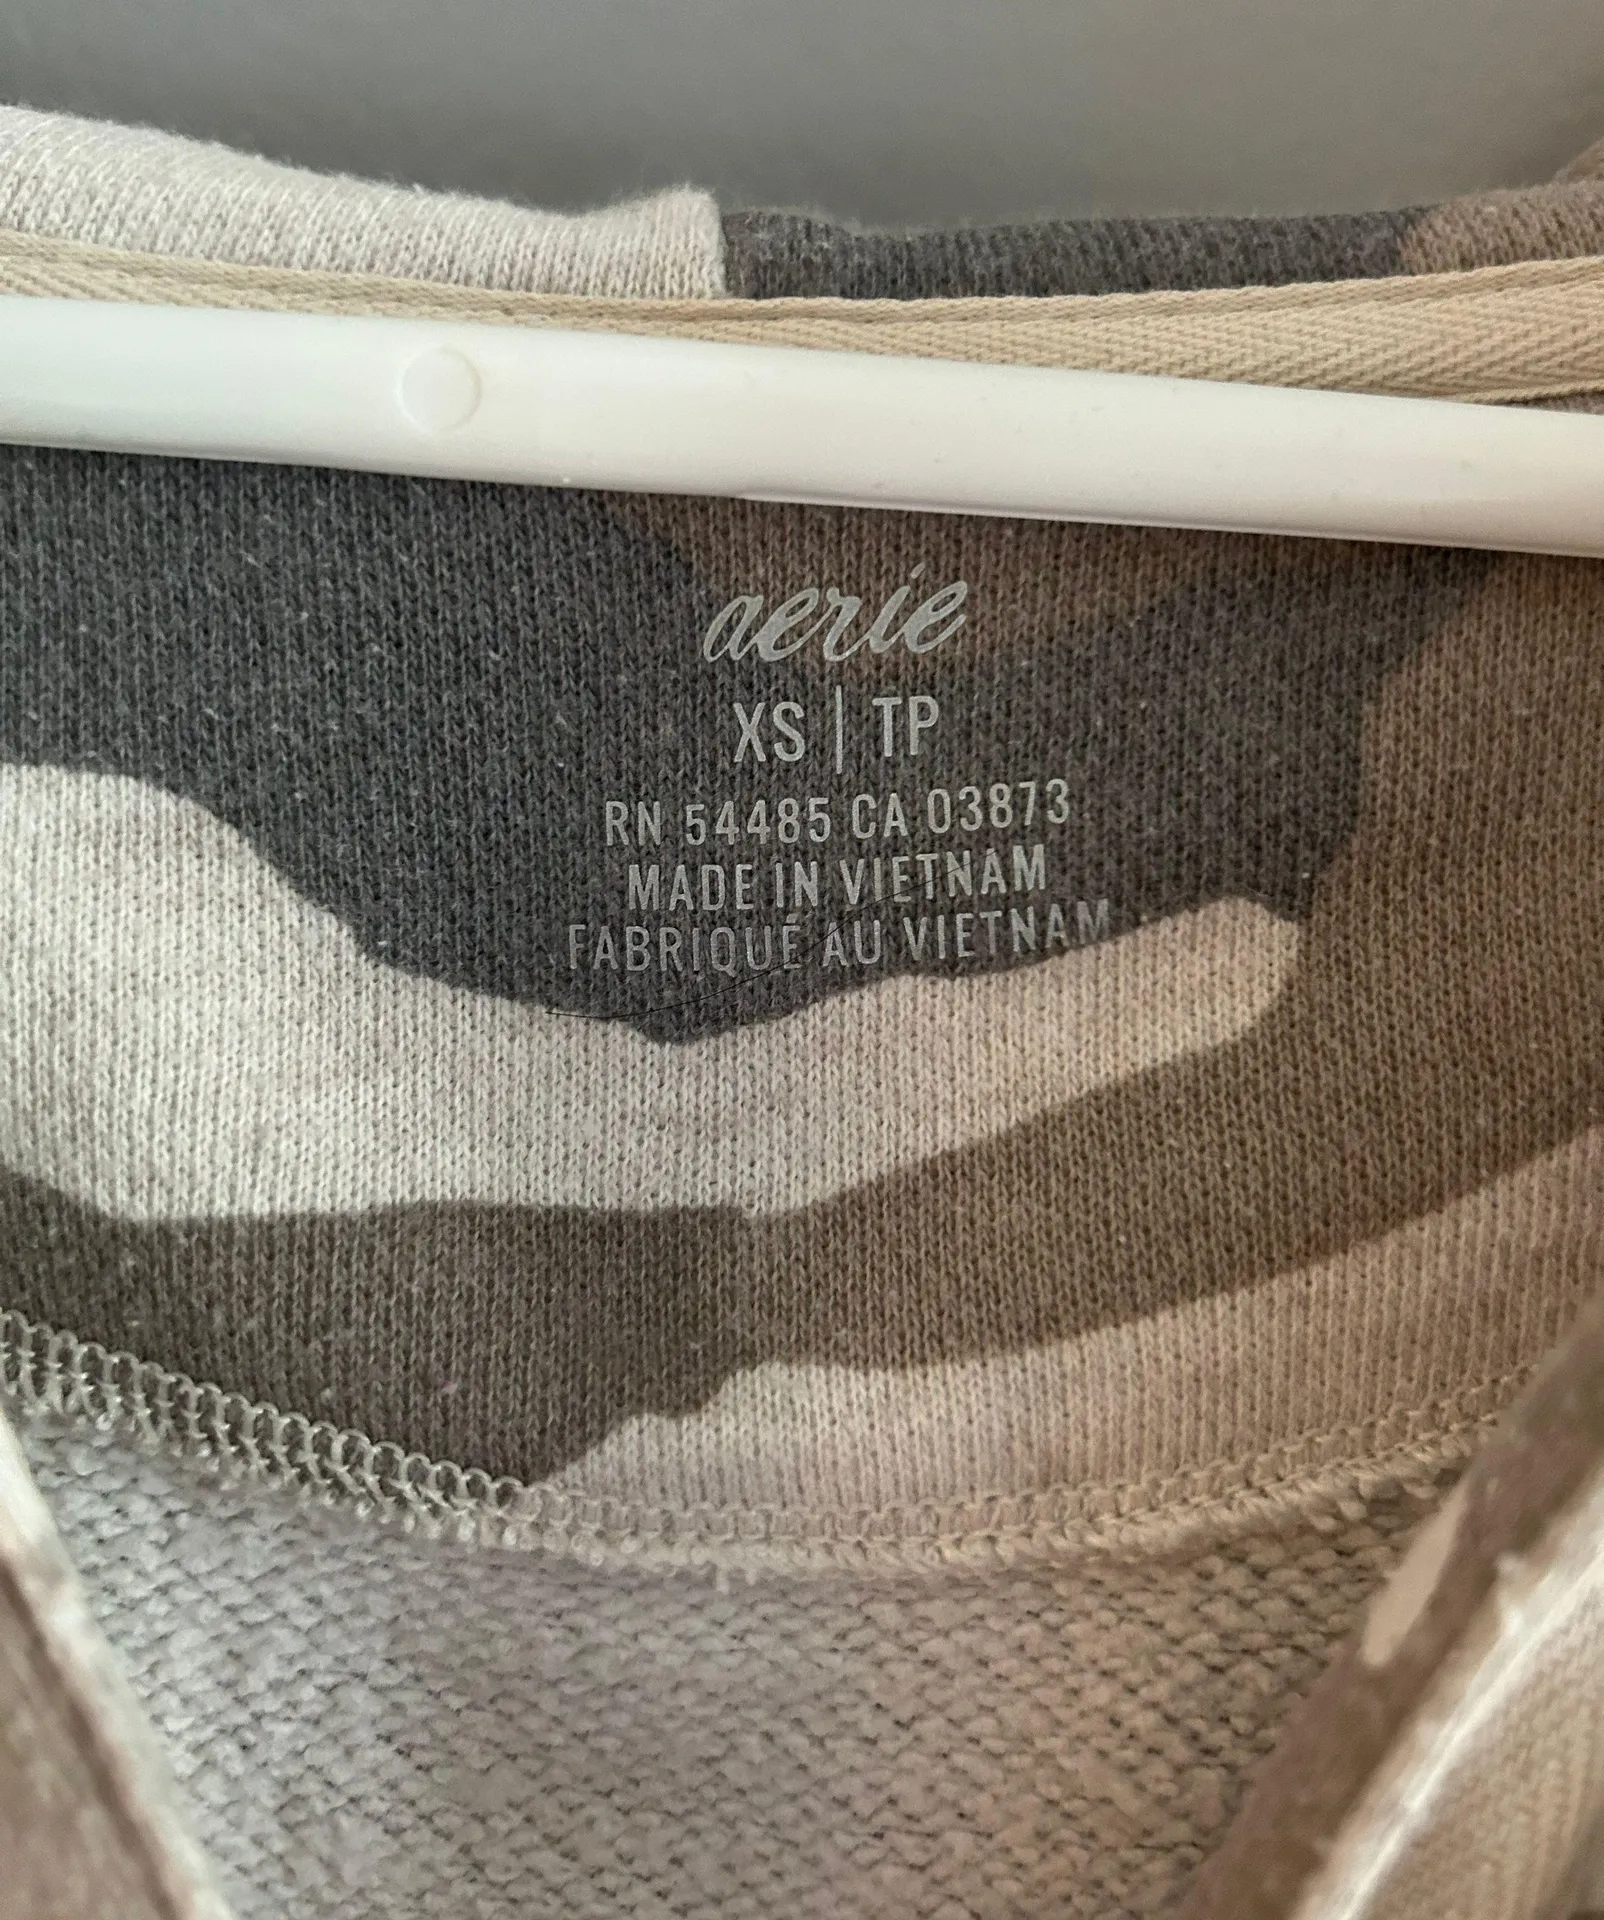 aerie
XS | TP
RN 54485 CA 03873
MADE IN VIETNAM
FABRIQUÉ AU VIETNAM